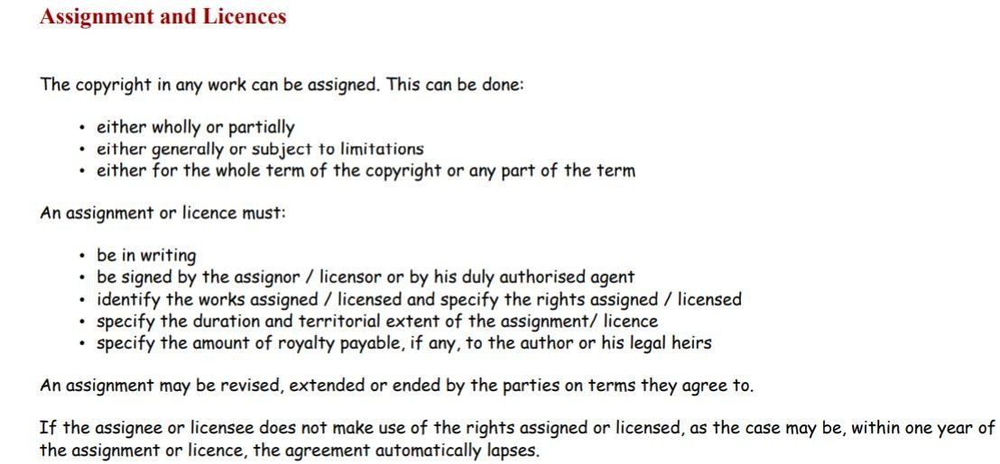 Assignment and Licences
The copyright in any work can be assigned. This can be done:
• either wholly or partially
• either generally or subject to limitations
• either for the whole term of the copyright or any part of the term
An assignment or licence must:
• be in writing
• be signed by the assignor / licensor or by his duly authorised agent
• identify the works assigned / licensed and specify the rights assigned / licensed
• specify the duration and territorial extent of the assignment/ licence
• specify the amount of royalty payable, if any, to the author or his legal heirs
An assignment may be revised, extended or ended by the parties on terms they agree to.
If the assignee or licensee does not make use of the rights assigned or licensed, as the case may be, within one year of
the assignment or licence, the agreement automatically lapses.